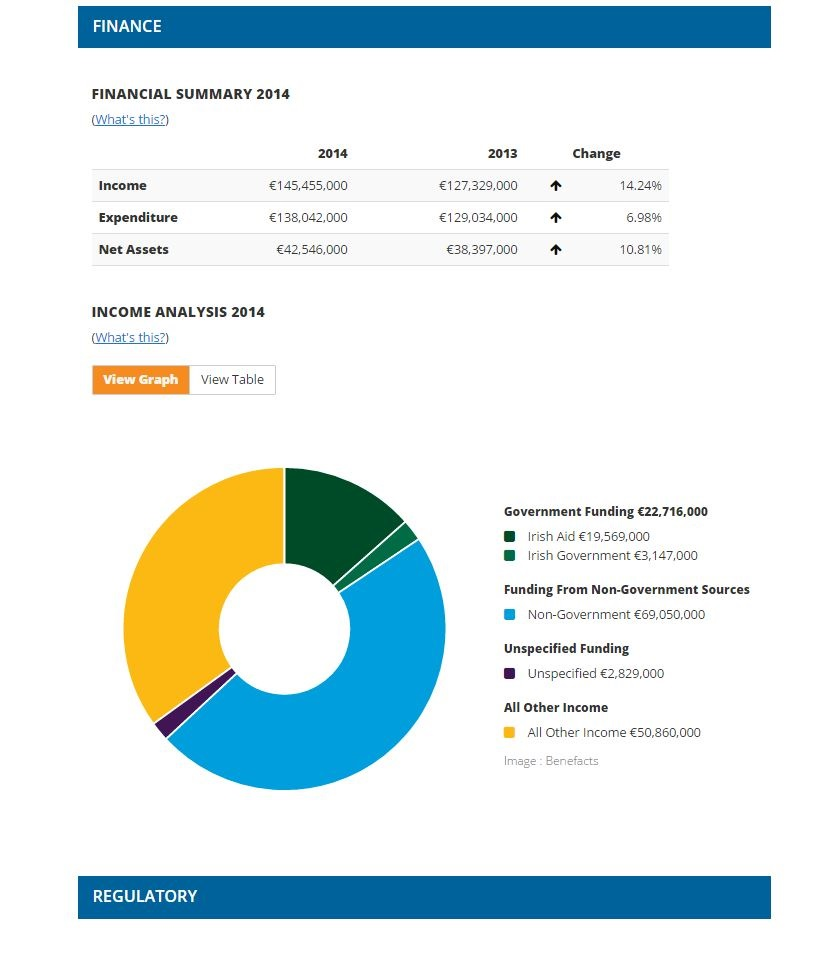 FINANCE
FINANCIAL SUMMARY 2014
(What's this?)
2014 2013 Change
Income €145,455,000 €127,329,000 14.24%
Expenditure €138,042,000 €129,034,000 6.98%
Net Assets €42,546,000 €38,397,000 10.81%
INCOME ANALYSIS 2014
(What's this?)
View Graph View Table
Government Funding €22,716,000
Irish Aid €19,569,000
Irish Government €3,147,000
Funding From Non-Government Sources
Non-Government €69,050,000
Unspecified Funding
Unspecified €2,829,000
All Other Income
All Other Income €50,860,000
Image : Benefacts
REGULATORY